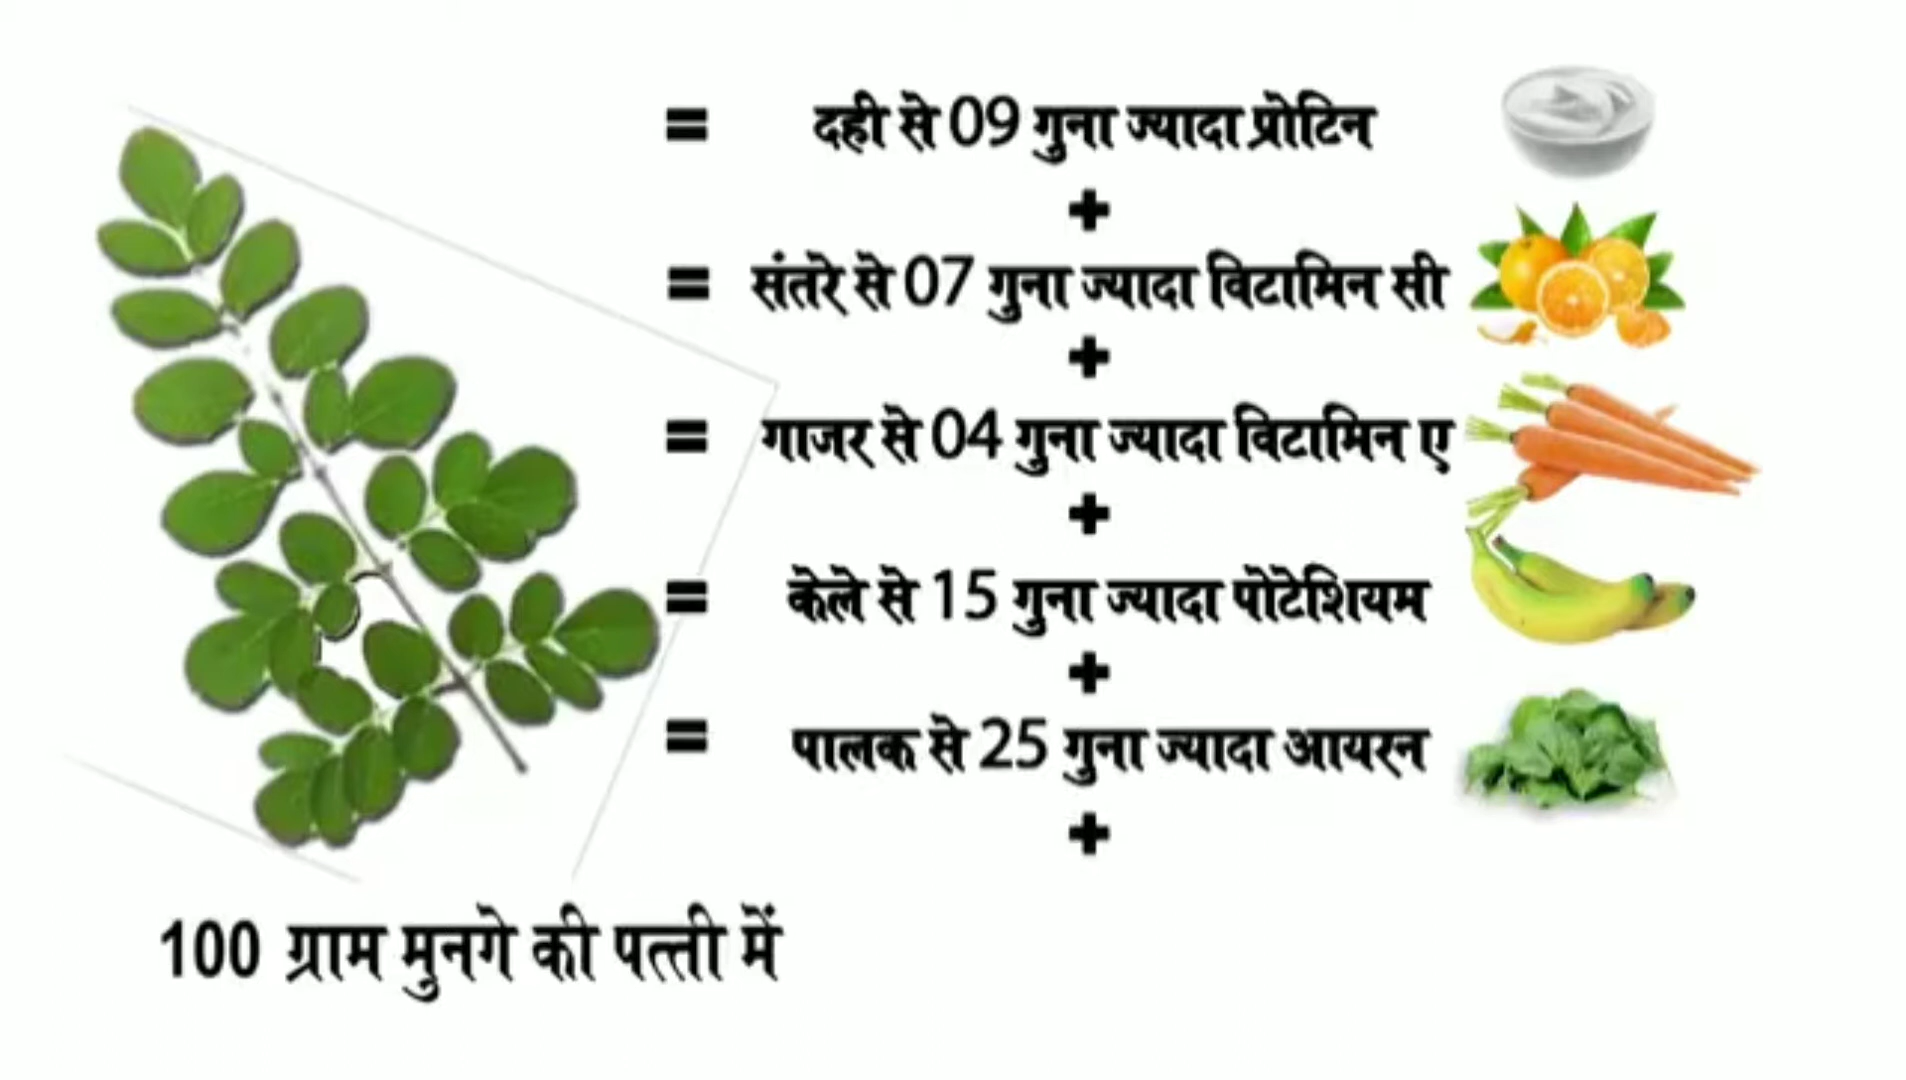 = दही से 09 गुना ज्यादा प्रोटिन
+
= संतरे से 07 गुना ज्यादा विटामिन सी
+
= गाजर से 04 गुना ज्यादा विटामिन ए
+
= केले से 15 गुना ज्यादा पोटेशियम
+
= पालक से 25 गुना ज्यादा आयरन
+
100 ग्राम मुनगे की पत्ती में